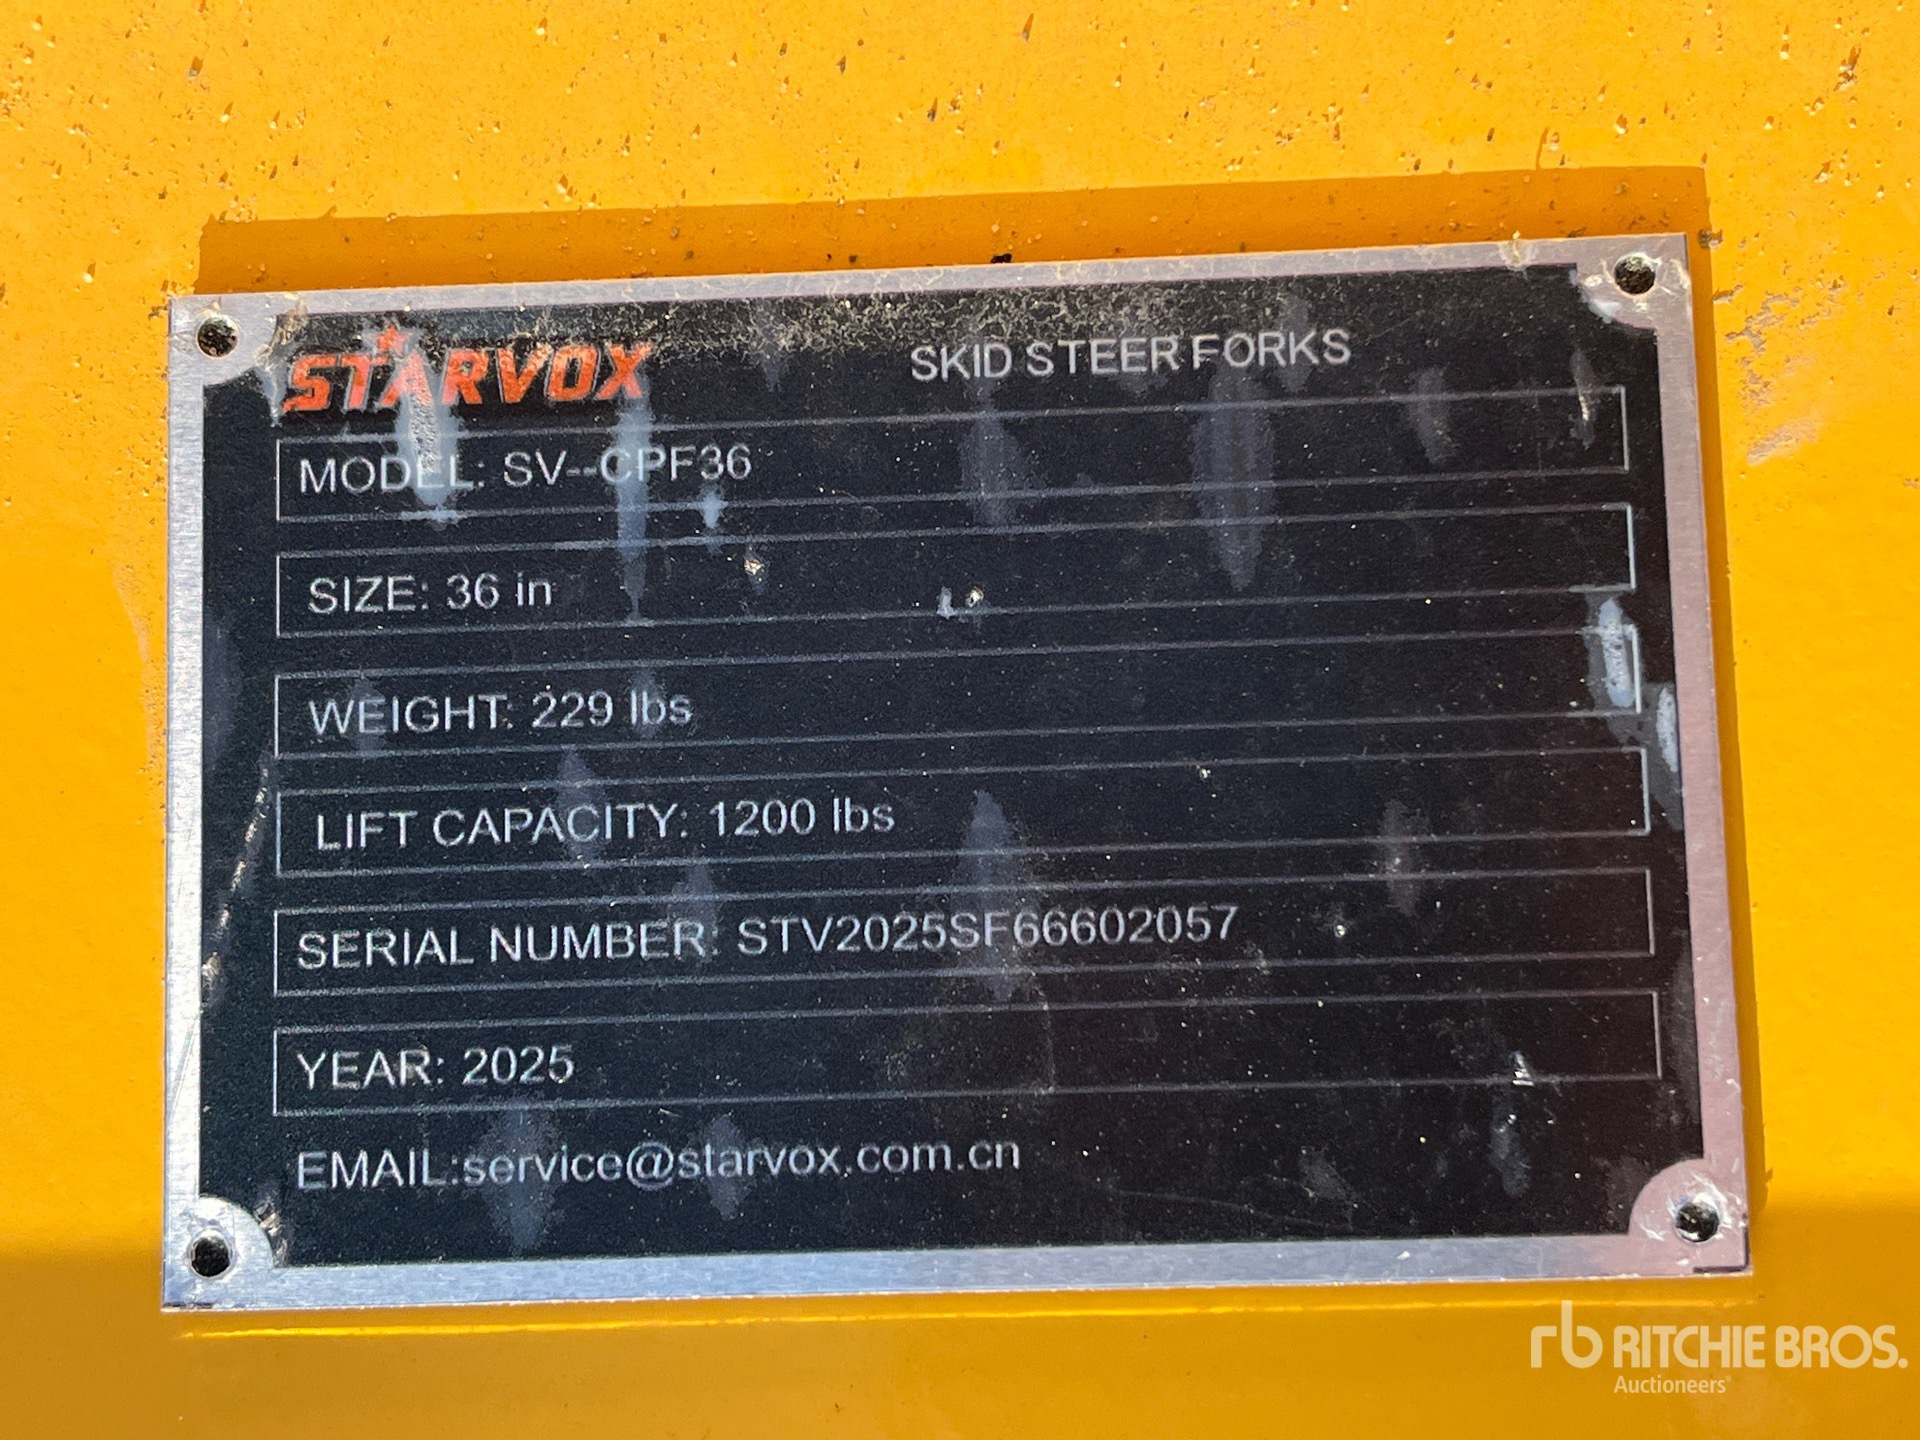 STARVOX
SKID STEER FORKS
MODEL: SV--CPF36
SIZE: 36 in
WEIGHT: 229 lbs
LIFT CAPACITY: 1200 lbs
SERIAL NUMBER: STV2025SF66602057
YEAR: 2025
EMAIL:service@starvox.com.cn
rb RITCHIE BROS.
Auctioneers